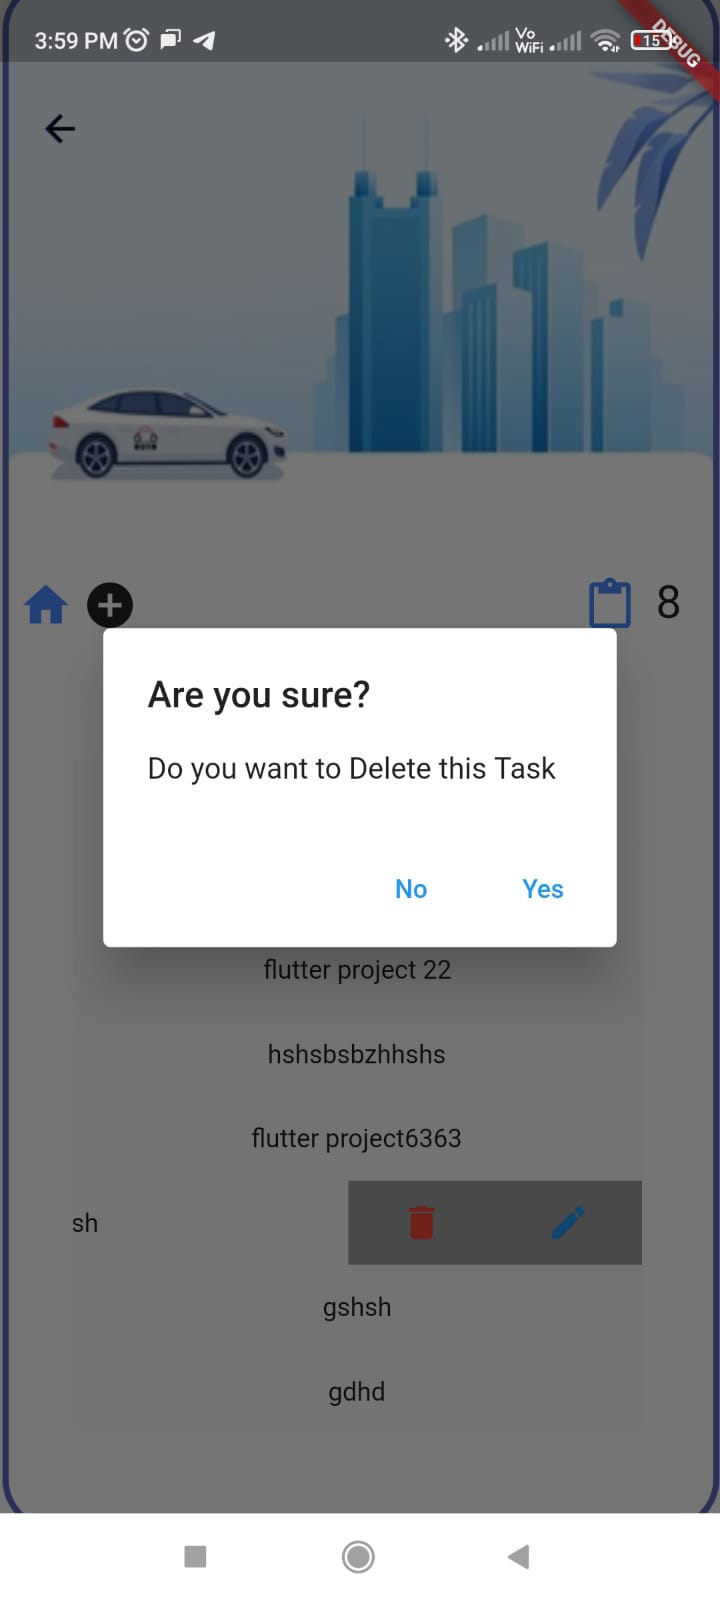 3:59 PM
Vo
WiFi
15
DEBUG
8
Are you sure?
Do you want to Delete this Task
No
Yes
flutter project 22
hshsbsbzhhshs
flutter project6363
sh
gshsh
gdhd